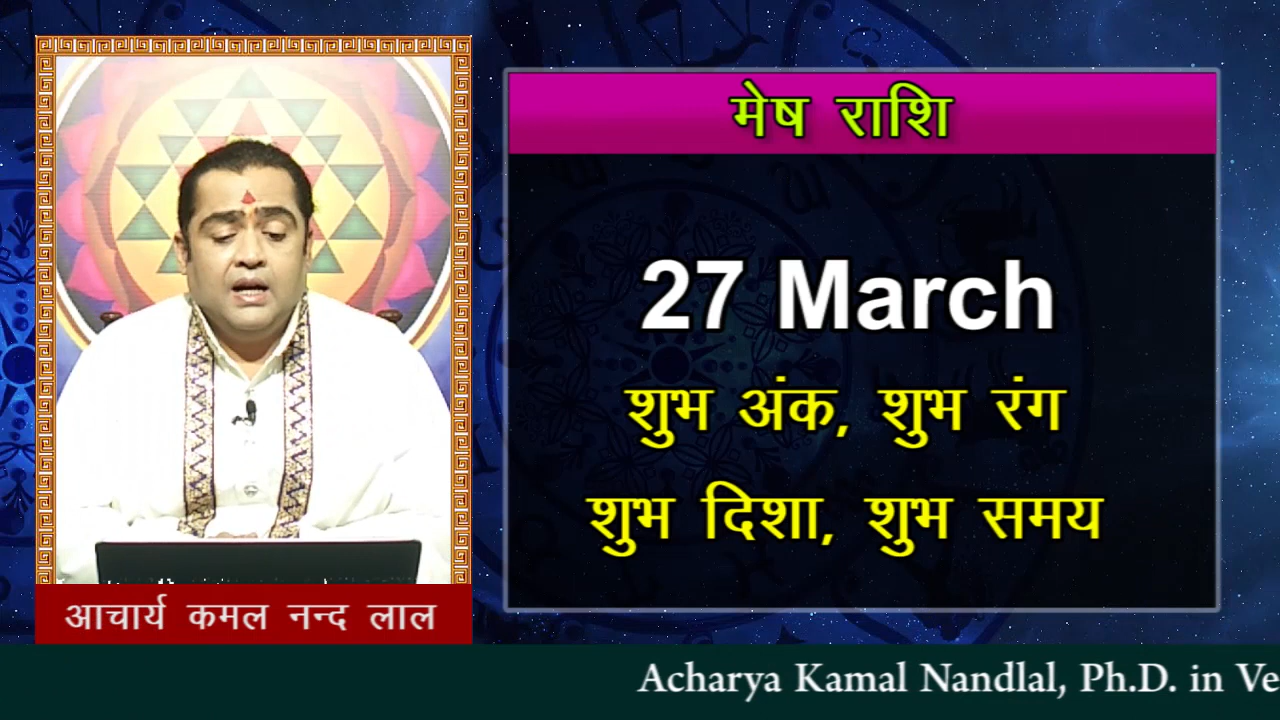 मेष राशि
27 March
शुभ अंक, शुभ रंग
शुभ दिशा, शुभ समय
आचार्य कमल नन्द लाल
Acharya Kamal Nandlal, Ph.D. in Ve